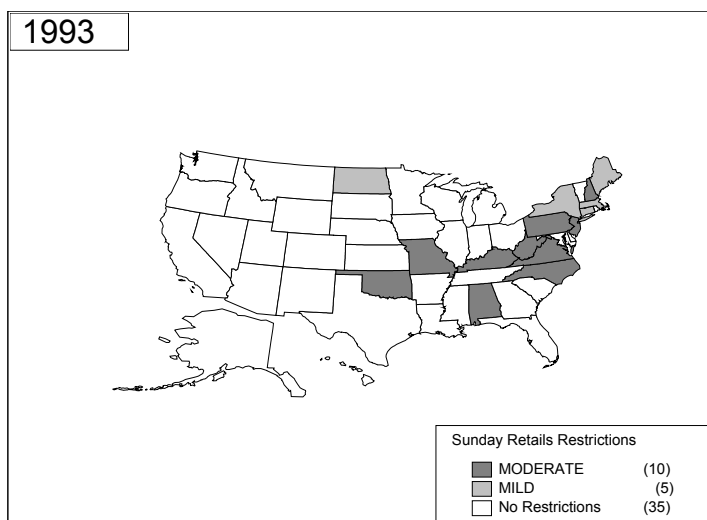 1993
Sunday Retails Restrictions
MODERATE (10)
MILD (5)
No Restrictions (35)